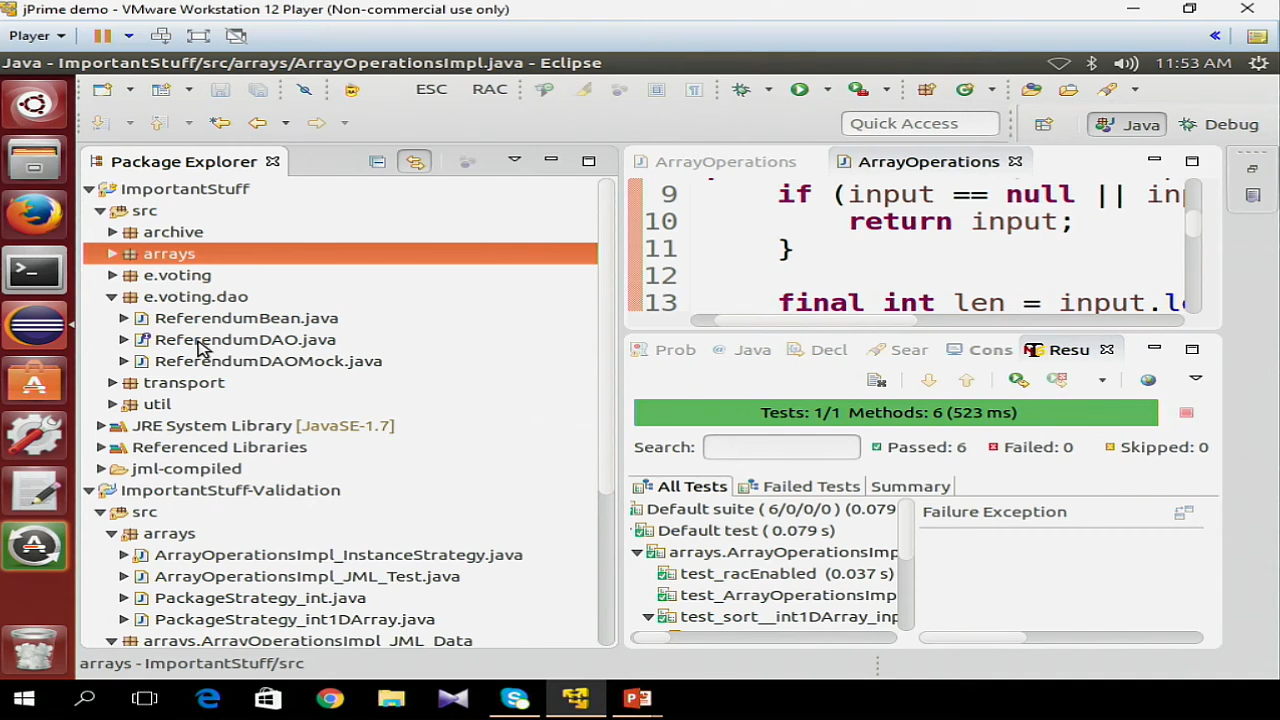 jPrime demo - VMware Workstation 12 Player (Non-commercial use only)
Player
Java - ImportantStuff/src/arrays/ArrayOperationsImpl.java - Eclipse
11:53 AM
ESC RAC
Quick Access
Java
Debug
Package Explorer
ImportantStuff
src
archive
arrays
e.voting
e.voting.dao
ReferendumBean.java
ReferendumDAO.java
ReferendumDAOMock.java
transport
util
JRE System Library [JavaSE-1.7]
Referenced Libraries
jml-compiled
ImportantStuff-Validation
src
arrays
ArrayOperationsImpl_InstanceStrategy.java
ArrayOperationsImpl_JML_Test.java
PackageStrategy_int.java
PackageStrategy_int1DArray.java
arrays.ArrayOperationsImpl_JML_Data
arrays - ImportantStuff/src
ArrayOperations
ArrayOperations
9 if (input == null || inp
10 return input;
11 }
12
13 final int len = input.le
Prob
Java
Decl
Sear
Cons
Resu
Tests: 1/1 Methods: 6 (523 ms)
Search:
Passed: 6
Failed: 0
Skipped: 0
All Tests
Failed Tests
Summary
Default suite ( 6/0/0/0 ) (0.079
Default test ( 0.079 s)
arrays.ArrayOperationsImp
test_racEnabled (0.037 s)
test_ArrayOperationsImp
test_sort__int1DArray_inp
Failure Exception